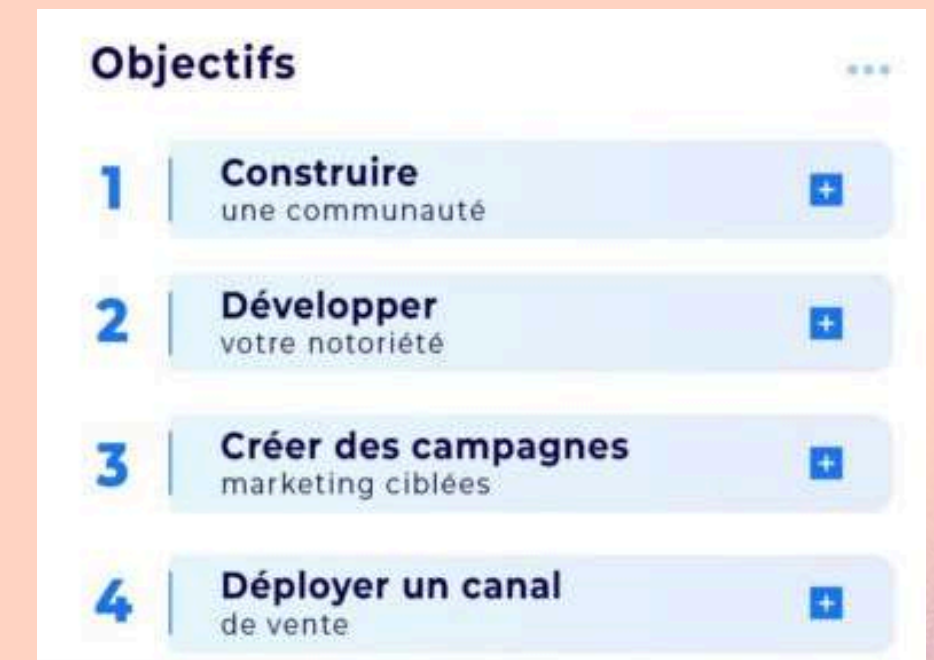 Objectifs
1
Construire
une communauté
2
Développer
votre notoriété
3
Créer des campagnes
marketing ciblées
4
Déployer un canal
de vente